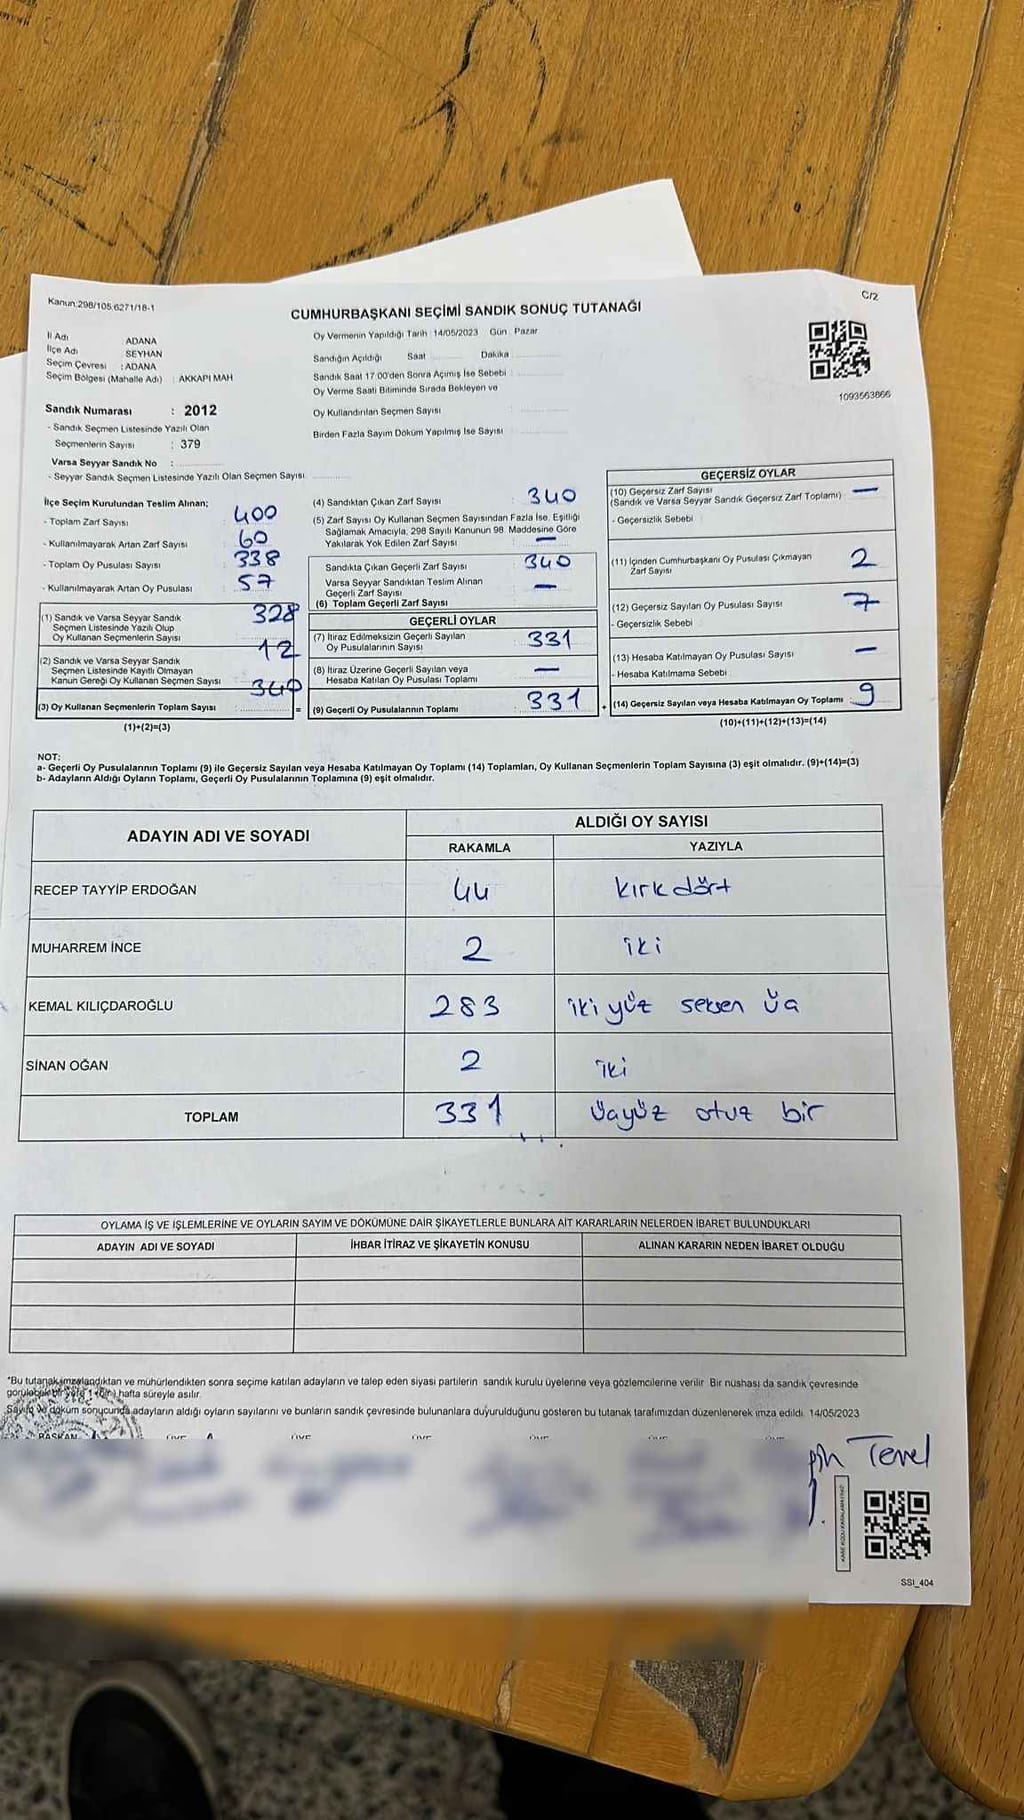 Kanun:298/105.6271/18-1
C/2
CUMHURBAŞKANI SEÇİMİ SANDIK SONUÇ TUTANAĞI
İl Adı ADANA
İlçe Adı SEYHAN
Seçim Çevresi : ADANA
Seçim Bölgesi (Mahalle Adı) : AKKAPI MAH
Oy Vermenin Yapıldığı Tarih 14/05/2023 Gün Pazar
Sandığın Açıldığı Saat Dakika
Sandık Saat 17:00'den Sonra Açımış İse Sebebi
Oy Verme Saati Bitiminde Sırada Bekleyen ve
Oy Kullandırılan Seçmen Sayısı
Birden Fazla Sayım Döküm Yapılmış İse Sayısı
1093563866
Sandık Numarası : 2012
- Sandık Seçmen Listesinde Yazılı Olan
Seçmenlerin Sayısı : 379
Varsa Seyyar Sandık No :
- Seyyar Sandık Seçmen Listesinde Yazılı Olan Seçmen Sayısı
İlçe Seçim Kurulundan Teslim Alınan;
- Toplam Zarf Sayısı 400
- Kullanılmayarak Artan Zarf Sayısı 60
- Toplam Oy Pusulası Sayısı 338
- Kullanılmayarak Artan Oy Pusulası 57
(1) Sandık ve Varsa Seyyar Sandık
Seçmen Listesinde Yazılı Olup
Oy Kullanan Seçmenlerin Sayısı 328
(2) Sandık ve Varsa Seyyar Sandık
Seçmen Listesinde Kayıtlı Olmayan
Kanun Gereği Oy Kullanan Seçmen Sayısı 12
(3) Oy Kullanan Seçmenlerin Toplam Sayısı 340
(1)+(2)=(3)
(4) Sandıktan Çıkan Zarf Sayısı : 340
(5) Zarf Sayısı Oy Kullanan Seçmen Sayısından Fazla İse, Eşitliği
Sağlamak Amacıyla, 298 Sayılı Kanunun 98. Maddesine Göre
Yakılarak Yok Edilen Zarf Sayısı —
Sandıkta Çıkan Geçerli Zarf Sayısı : 340
Varsa Seyyar Sandıktan Teslim Alınan
Geçerli Zarf Sayısı —
(6) Toplam Geçerli Zarf Sayısı
GEÇERLİ OYLAR
(7) İtiraz Edilmeksizin Geçerli Sayılan
Oy Pusulalarının Sayısı 331
(8) İtiraz Üzerine Geçerli Sayılan veya
Hesaba Katılan Oy Pusulası Toplamı —
(9) Geçerli Oy Pusulalarının Toplamı 331
GEÇERSİZ OYLAR
(10) Geçersiz Zarf Sayısı
(Sandık ve Varsa Seyyar Sandık Geçersiz Zarf Toplamı) —
- Geçersizlik Sebebi
(11) İçinden Cumhurbaşkanı Oy Pusulası Çıkmayan
Zarf Sayısı 2
(12) Geçersiz Sayılan Oy Pusulası Sayısı 7
- Geçersizlik Sebebi
(13) Hesaba Katılmayan Oy Pusulası Sayısı —
- Hesaba Katılmama Sebebi
(14) Geçersiz Sayılan veya Hesaba Katılmayan Oy Toplamı : 9
(10)+(11)+(12)+(13)=(14)
NOT:
a- Geçerli Oy Pusulalarının Toplamı (9) ile Geçersiz Sayılan veya Hesaba Katılmayan Oy Toplamı (14) Toplamları, Oy Kullanan Seçmenlerin Toplam Sayısına (3) eşit olmalıdır. (9)+(14)=(3)
b- Adayların Aldığı Oyların Toplamı, Geçerli Oy Pusulalarının Toplamına (9) eşit olmalıdır.
ADAYIN ADI VE SOYADI
ALDIĞI OY SAYISI
RAKAMLA YAZIYLA
RECEP TAYYİP ERDOĞAN 44 kırk dört
MUHARREM İNCE 2 iki
KEMAL KILIÇDAROĞLU 283 iki yüz seksen üç
SİNAN OĞAN 2 iki
TOPLAM 331 üçyüz otuz bir
OYLAMA İŞ VE İŞLEMLERİNE VE OYLARIN SAYIM VE DÖKÜMÜNE DAİR ŞİKAYETLERLE BUNLARA AİT KARARLARIN NELERDEN İBARET BULUNDUKLARI
ADAYIN ADI VE SOYADI İHBAR İTİRAZ VE ŞİKAYETİN KONUSU ALINAN KARARIN NEDEN İBARET OLDUĞU
*Bu tutanak imzalandıktan ve mühürlendikten sonra seçime katılan adayların ve talep eden siyasi partilerin sandık kurulu üyelerine veya gözlemcilerine verilir Bir nüshası da sandık çevresinde
görülebilir bir yere 1 (bir) hafta süreyle asılır.
Sayım ve döküm sonucunda adayların aldığı oyların sayılarını ve bunların sandık çevresinde bulunanlara duyurulduğunu gösteren bu tutanak tarafımızdan düzenlenerek imza edildi. 14/05/2023
BAŞKAN ÜYE ÜYE ÜYE ÜYE ÜYE ÜYE
Temel
SSI_404